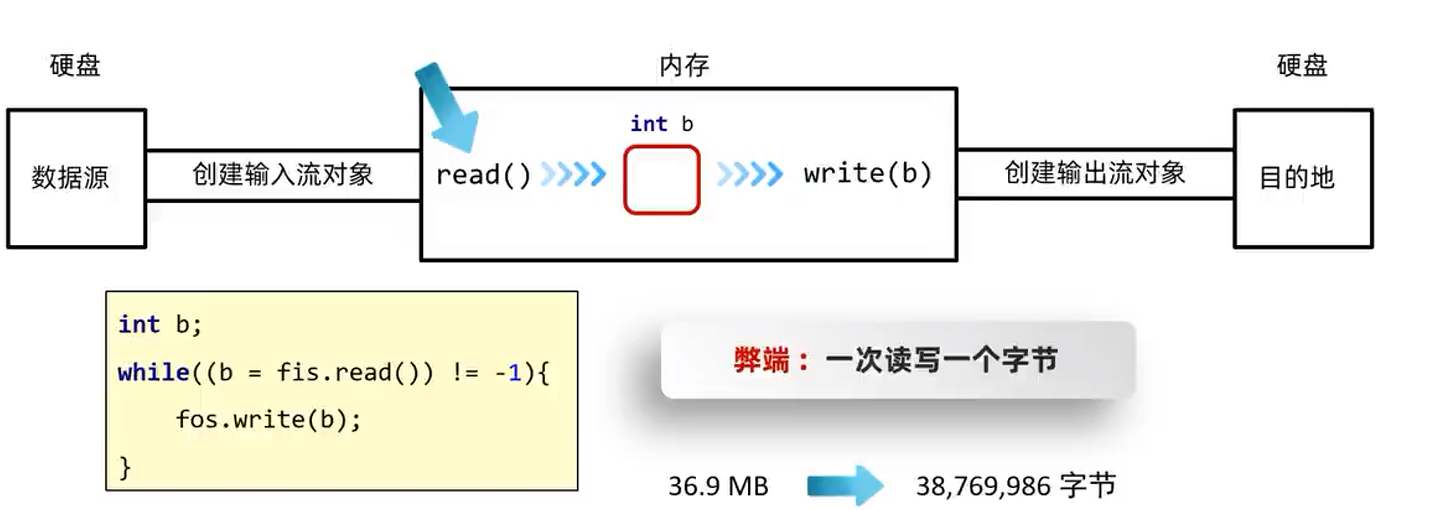 硬盘
内存
硬盘
int b
数据源
创建输入流对象
read()
write(b)
创建输出流对象
目的地
int b;
while((b = fis.read()) != -1){
fos.write(b);
}
弊端：一次读写一个字节
36.9 MB
38,769,986 字节